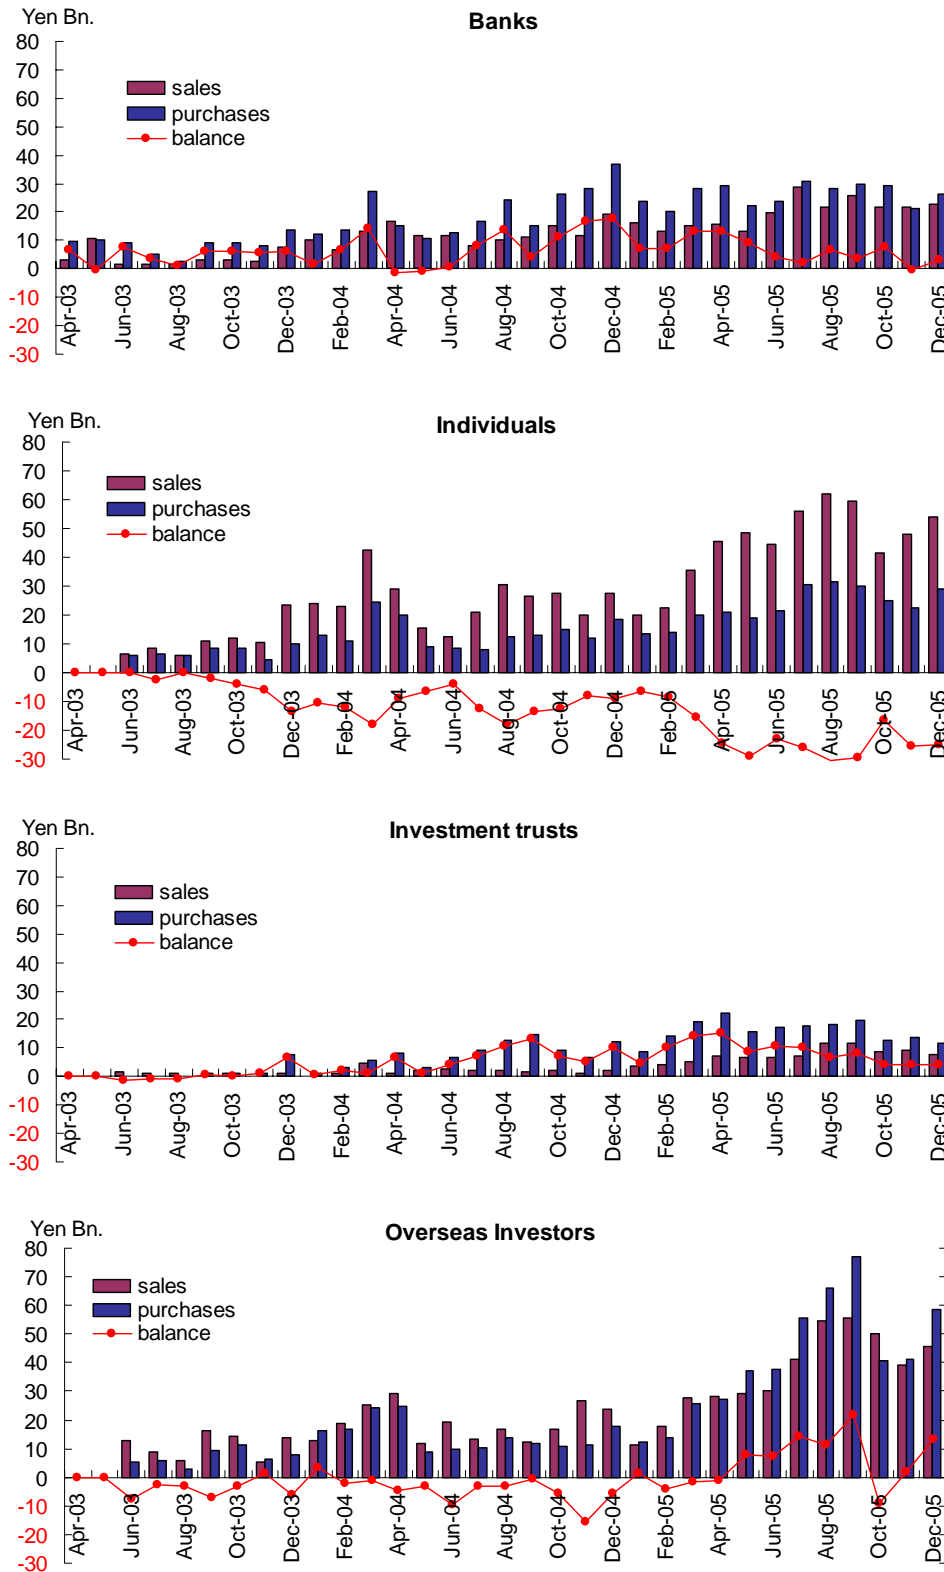 Yen Bn.
Banks
80
70
60
50
40
30
20
10
0
-10
-20
-30
sales
purchases
balance
Apr-03
Jun-03
Aug-03
Oct-03
Dec-03
Feb-04
Apr-04
Jun-04
Aug-04
Oct-04
Dec-04
Feb-05
Apr-05
Jun-05
Aug-05
Oct-05
Dec-05
Yen Bn.
Individuals
80
70
60
50
40
30
20
10
0
-10
-20
-30
sales
purchases
balance
Apr-03
Jun-03
Aug-03
Oct-03
Dec-03
Feb-04
Apr-04
Jun-04
Aug-04
Oct-04
Dec-04
Feb-05
Apr-05
Jun-05
Aug-05
Oct-05
Dec-05
Yen Bn.
Investment trusts
80
70
60
50
40
30
20
10
0
-10
-20
-30
sales
purchases
balance
Apr-03
Jun-03
Aug-03
Oct-03
Dec-03
Feb-04
Apr-04
Jun-04
Aug-04
Oct-04
Dec-04
Feb-05
Apr-05
Jun-05
Aug-05
Oct-05
Dec-05
Yen Bn.
Overseas Investors
80
70
60
50
40
30
20
10
0
-10
-20
-30
sales
purchases
balance
Apr-03
Jun-03
Aug-03
Oct-03
Dec-03
Feb-04
Apr-04
Jun-04
Aug-04
Oct-04
Dec-04
Feb-05
Apr-05
Jun-05
Aug-05
Oct-05
Dec-05